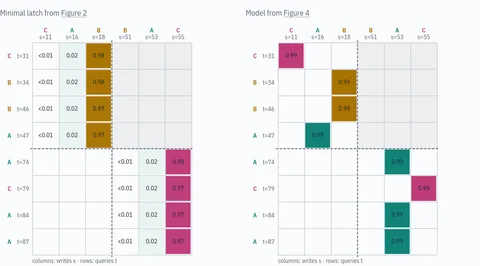 Minimal latch from Figure 2
C A B B A C
s=11 s=16 s=18 s=51 s=53 s=55
C t=31 <0.01 0.02 0.98
B t=34 <0.01 0.02 0.98
B t=46 <0.01 0.02 0.97
A t=47 <0.01 0.02 0.97
A t=74 <0.01 0.02 0.98
C t=79 <0.01 0.02 0.97
A t=84 <0.01 0.02 0.97
A t=87 <0.01 0.02 0.97
columns: writes s · rows: queries t
Model from Figure 4
C A B B A C
s=11 s=16 s=18 s=51 s=53 s=55
C t=31 0.99
B t=34 0.99
B t=46 0.99
A t=47 0.99
A t=74 0.99
C t=79 0.99
A t=84 0.99
A t=87 0.99
columns: writes s · rows: queries t